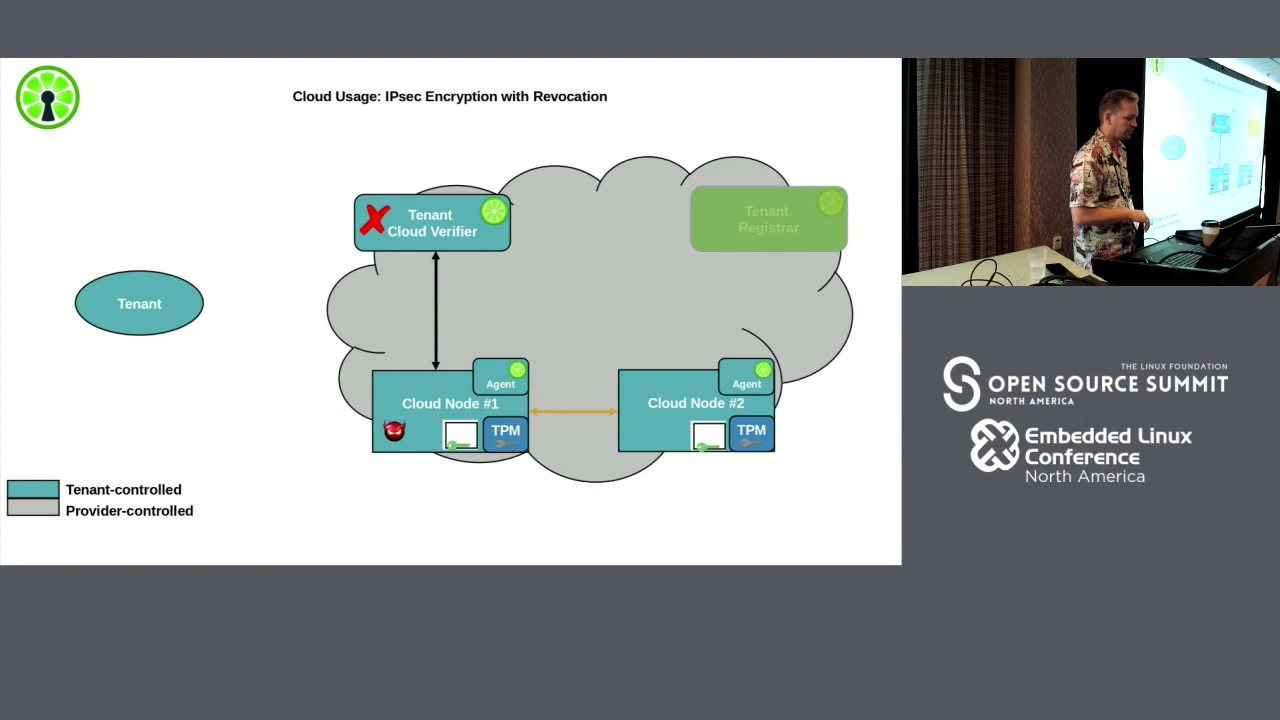 Cloud Usage: IPsec Encryption with Revocation
Tenant
Cloud Verifier
Tenant
Registrar
Tenant
Agent
Cloud Node #1
TPM
Agent
Cloud Node #2
TPM
Tenant-controlled
Provider-controlled
THE LINUX FOUNDATION
OPEN SOURCE SUMMIT
NORTH AMERICA
Embedded Linux
Conference
North America